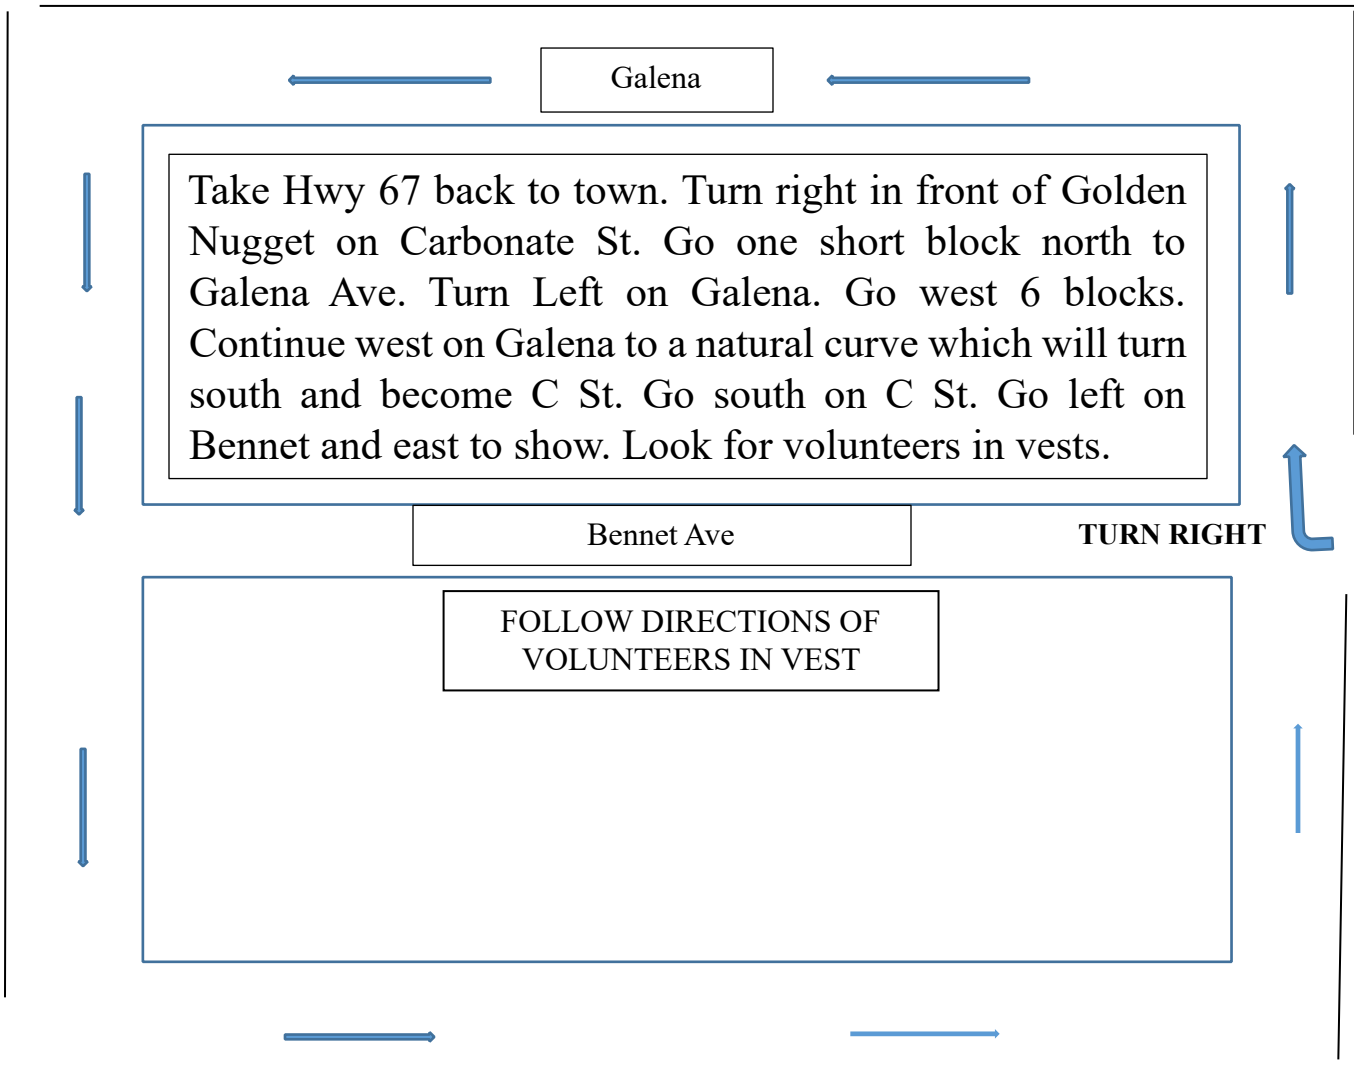 Galena
Take Hwy 67 back to town. Turn right in front of Golden
Nugget on Carbonate St. Go one short block north to
Galena Ave. Turn Left on Galena. Go west 6 blocks.
Continue west on Galena to a natural curve which will turn
south and become C St. Go south on C St. Go left on
Bennet and east to show. Look for volunteers in vests.
Bennet Ave
TURN RIGHT
FOLLOW DIRECTIONS OF
VOLUNTEERS IN VEST